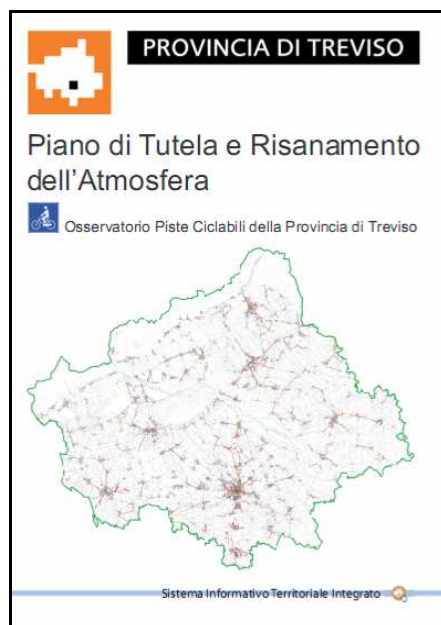 PROVINCIA DI TREVISO
Piano di Tutela e Risanamento
dell'Atmosfera
Osservatorio Piste Ciclabili della Provincia di Treviso
Sistema Informativo Territoriale Integrato